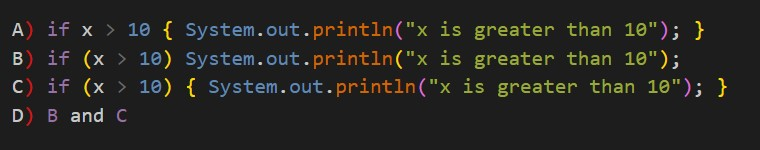 A) if x > 10 { System.out.println("x is greater than 10"); }
B) if (x > 10) System.out.println("x is greater than 10");
C) if (x > 10) { System.out.println("x is greater than 10"); }
D) B and C